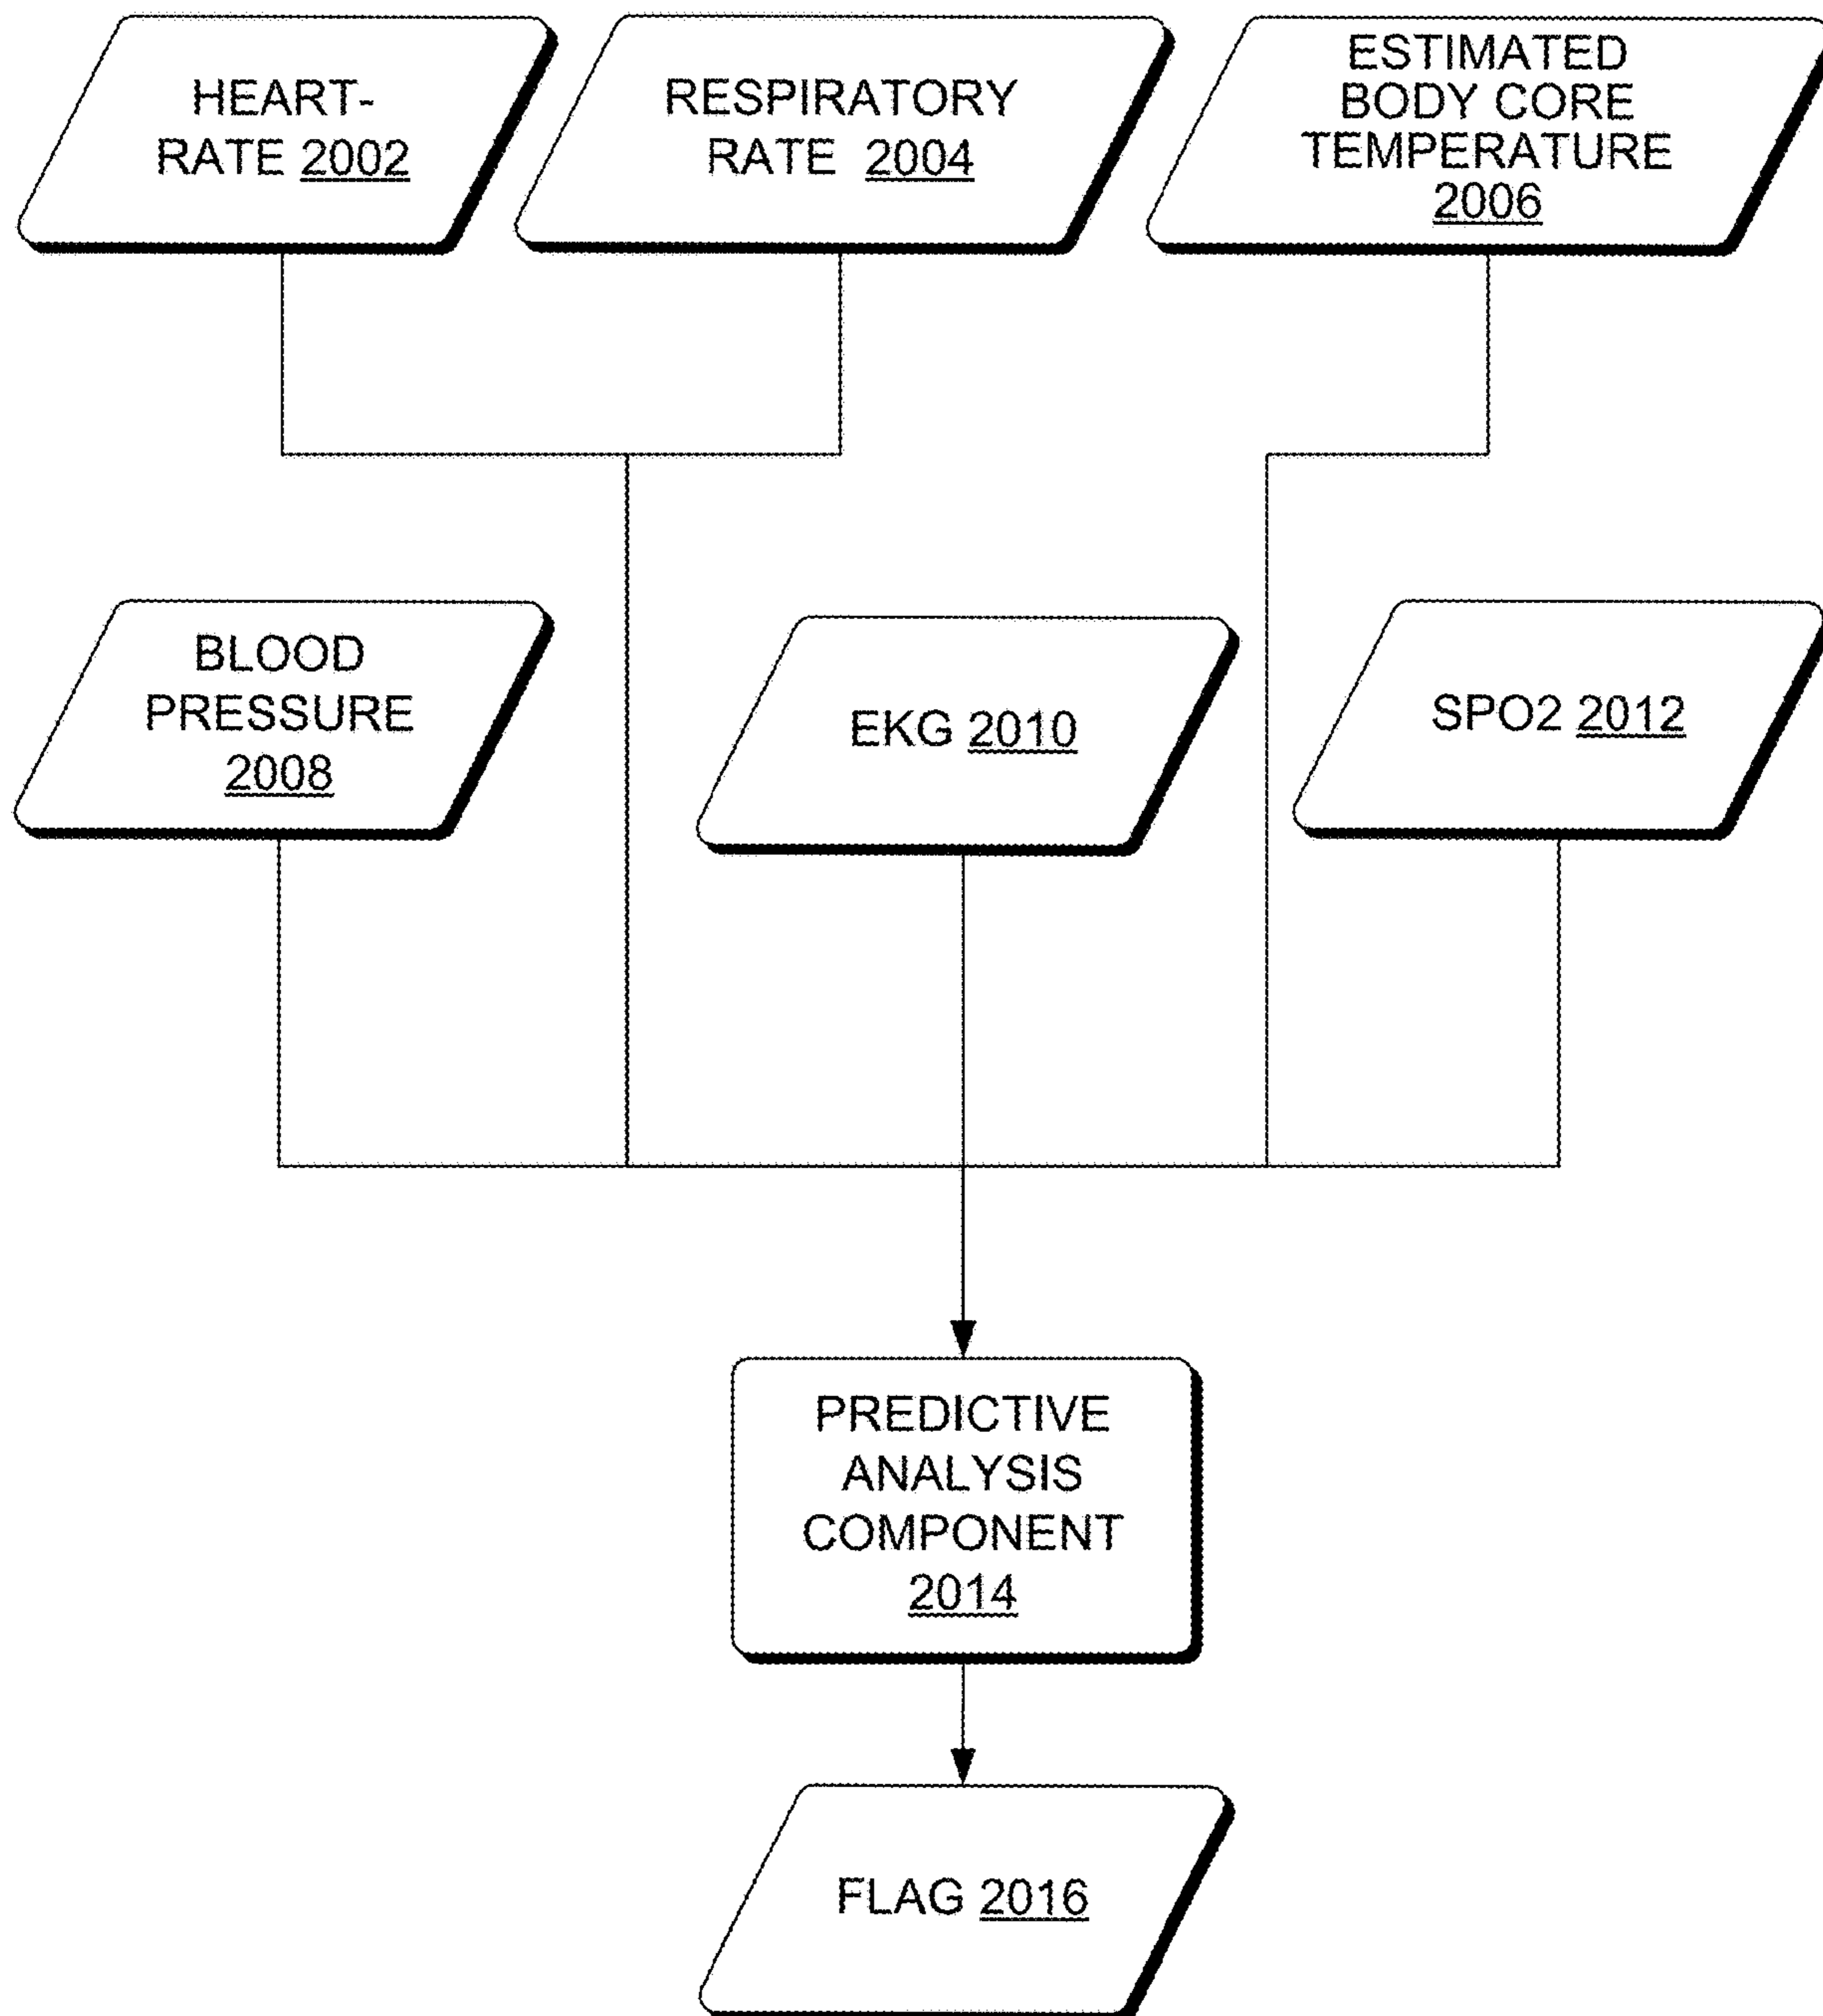 HEART-
RATE 2002
RESPIRATORY
RATE 2004
ESTIMATED
BODY CORE
TEMPERATURE
2006
BLOOD
PRESSURE
2008
EKG 2010
SPO2 2012
PREDICTIVE
ANALYSIS
COMPONENT
2014
FLAG 2016